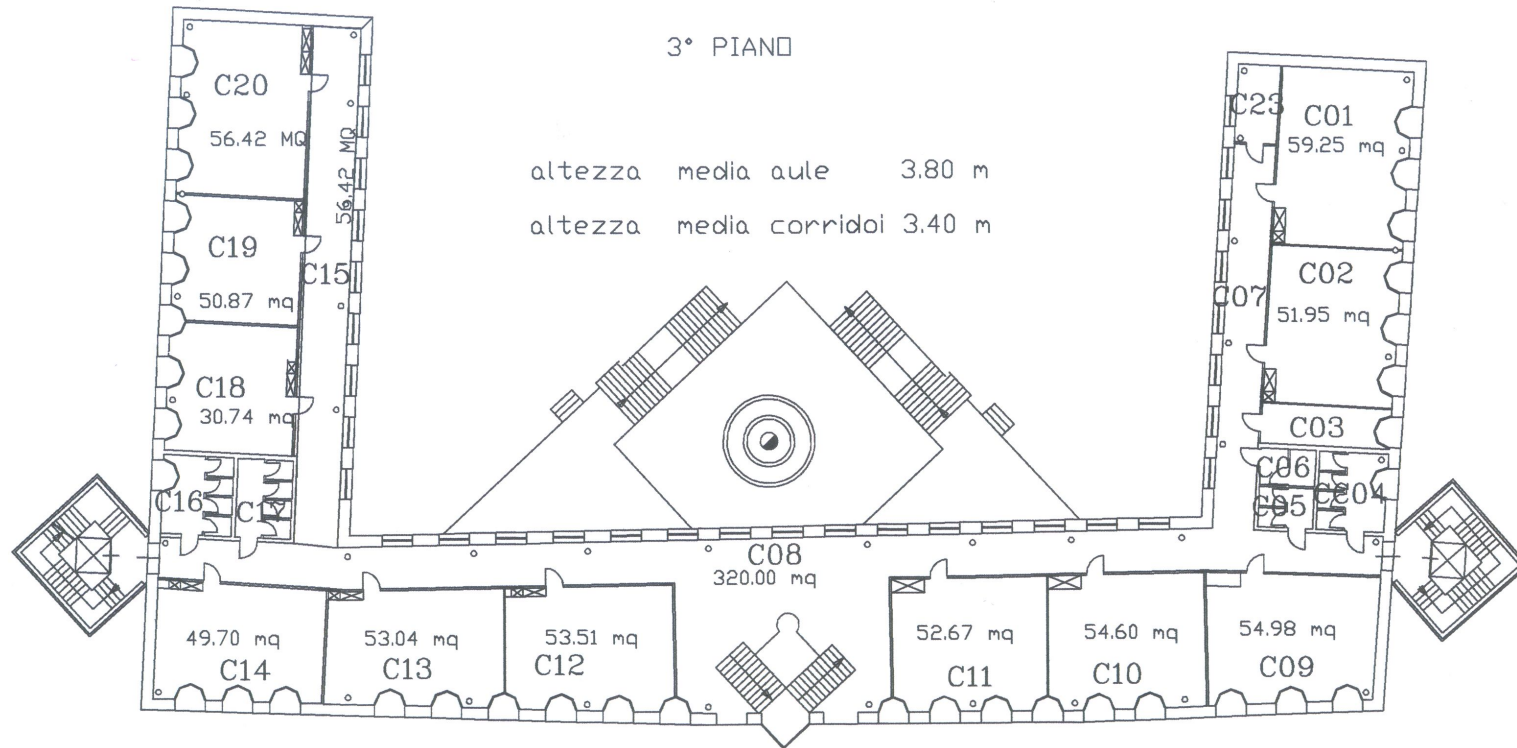 3° PIANO
altezza media aule 3.80 m
altezza media corridoi 3.40 m
C20
56.42 MQ
56.42 MQ
C19
50.87 mq
C15
C18
30.74 mq
C16
C17
C23
C01
59.25 mq
C02
51.95 mq
C07
C03
C06
C04
C05
C08
320.00 mq
49.70 mq
C14
53.04 mq
C13
53.51 mq
C12
52.67 mq
C11
54.60 mq
C10
54.98 mq
C09